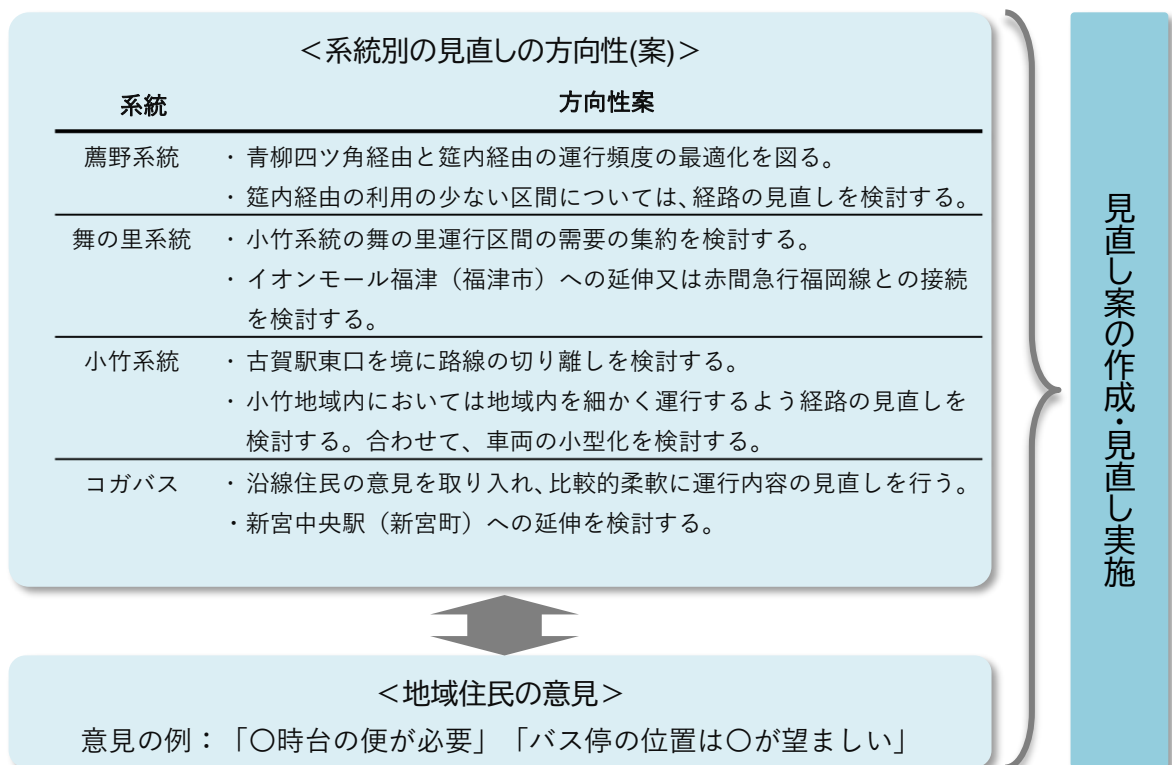 ＜系統別の見直しの方向性(案)＞
系統 方向性案
薦野系統 ・青柳四ツ角経由と筵内経由の運行頻度の最適化を図る。
・筵内経由の利用の少ない区間については、経路の見直しを検討する。
舞の里系統 ・小竹系統の舞の里運行区間の需要の集約を検討する。
・イオンモール福津（福津市）への延伸又は赤間急行福岡線との接続
を検討する。
小竹系統 ・古賀駅東口を境に路線の切り離しを検討する。
・小竹地域内においては地域内を細かく運行するよう経路の見直しを
検討する。合わせて、車両の小型化を検討する。
コガバス ・沿線住民の意見を取り入れ、比較的柔軟に運行内容の見直しを行う。
・新宮中央駅（新宮町）への延伸を検討する。
＜地域住民の意見＞
意見の例：「〇時台の便が必要」「バス停の位置は〇が望ましい」
見直し案の作成・見直し実施